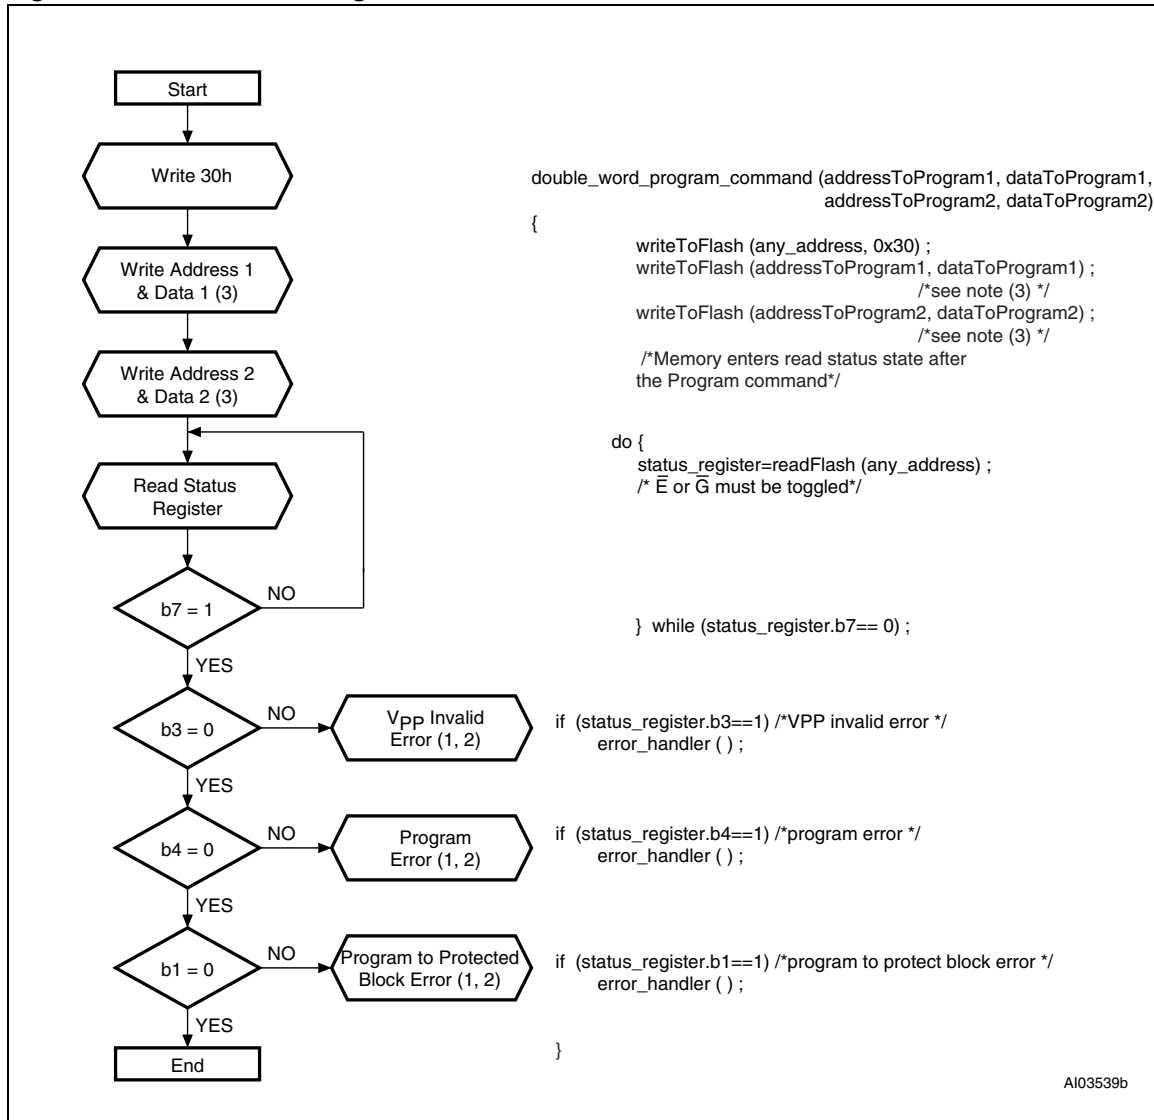 Start
Write 30h
Write Address 1
& Data 1 (3)
Write Address 2
& Data 2 (3)
Read Status
Register
b7 = 1
NO
YES
b3 = 0
NO
VPP Invalid
Error (1, 2)
YES
b4 = 0
NO
Program
Error (1, 2)
YES
b1 = 0
NO
Program to Protected
Block Error (1, 2)
YES
End
double_word_program_command (addressToProgram1, dataToProgram1,
addressToProgram2, dataToProgram2)
{
writeToFlash (any_address, 0x30) ;
writeToFlash (addressToProgram1, dataToProgram1) ;
/*see note (3) */
writeToFlash (addressToProgram2, dataToProgram2) ;
/*see note (3) */
/*Memory enters read status state after
the Program command*/
do {
status_register=readFlash (any_address) ;
/* E̅ or G̅ must be toggled*/
} while (status_register.b7== 0) ;
if (status_register.b3==1) /*VPP invalid error */
error_handler ( ) ;
if (status_register.b4==1) /*program error */
error_handler ( ) ;
if (status_register.b1==1) /*program to protect block error */
error_handler ( ) ;
}
AI03539b